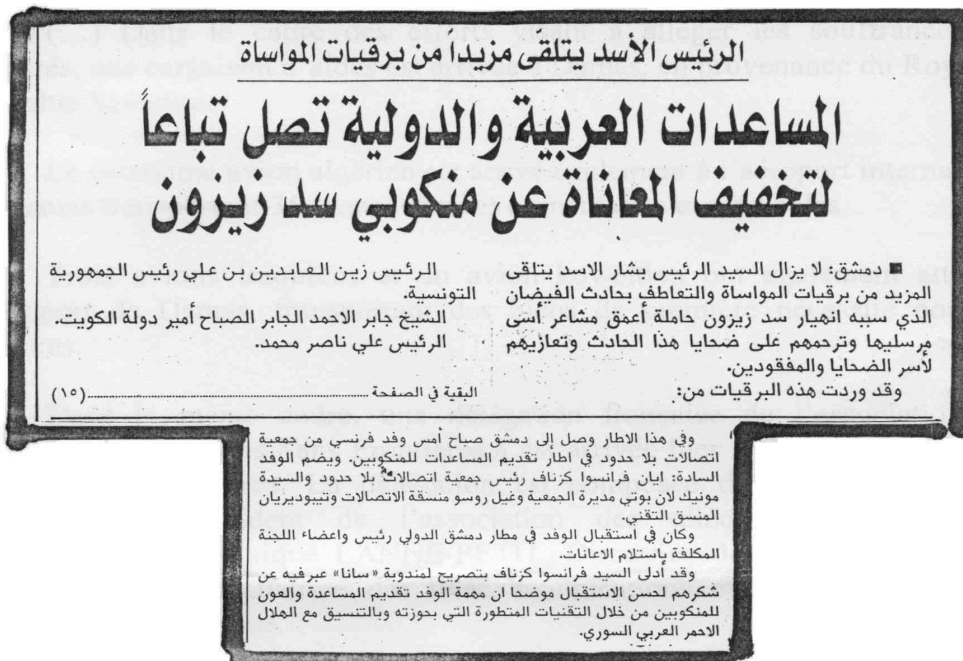 الرئيس الاسد يتلقى مزيدا من برقيات المواساة
المساعدات العربية والدولية تصل تباعاً
لتخفيف المعاناة عن منكوبي سد زيزون
دمشق: لا يزال السيد الرئيس بشار الاسد يتلقى
المزيد من برقيات المواساة والتعاطف بحادث الفيضان
الذي سببه انهيار سد زيزون حاملة أعمق مشاعر أسى
مرسليها وترحمهم على ضحايا هذا الحادث وتعازيهم
لأسر الضحايا والمفقودين.
وقد وردت هذه البرقيات من:
الرئيس زين العابدين بن علي رئيس الجمهورية
التونسية.
الشيخ جابر الاحمد الجابر الصباح أمير دولة الكويت.
الرئيس علي ناصر محمد.
البقية في الصفحة ......................(١٥)
وفي هذا الاطار وصل إلى دمشق صباح أمس وفد فرنسي من جمعية
اتصالات بلا حدود في اطار تقديم المساعدات للمنكوبين. ويضم الوفد
السادة: ايان فرانسوا كزناف رئيس جمعية اتصالات بلا حدود والسيدة
مونيك لان بوتي مديرة الجمعية وغيل روسو منسقة الاتصالات وتيبوديريان
المنسق التقني.
وكان في استقبال الوفد في مطار دمشق الدولي رئيس واعضاء اللجنة
المكلفة باستلام الاعانات.
وقد أدلى السيد فرانسوا كزناف بتصريح لمندوبة «سانا» عبر فيه عن
شكرهم لحسن الاستقبال موضحا ان مهمة الوفد تقديم المساعدة والعون
للمنكوبين من خلال التقنيات المتطورة التي بحوزته وبالتنسيق مع الهلال
الاحمر العربي السوري.